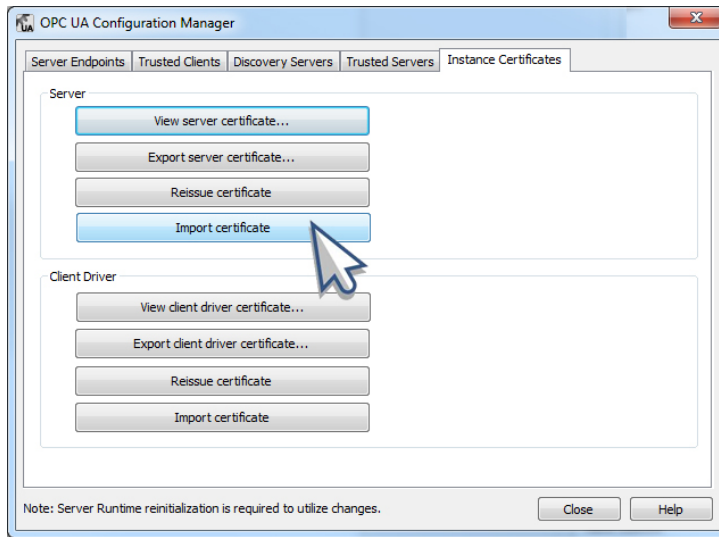 UA OPC UA Configuration Manager
Server Endpoints Trusted Clients Discovery Servers Trusted Servers Instance Certificates
Server
View server certificate...
Export server certificate...
Reissue certificate
Import certificate
Client Driver
View client driver certificate...
Export client driver certificate...
Reissue certificate
Import certificate
Note: Server Runtime reinitialization is required to utilize changes.
Close Help